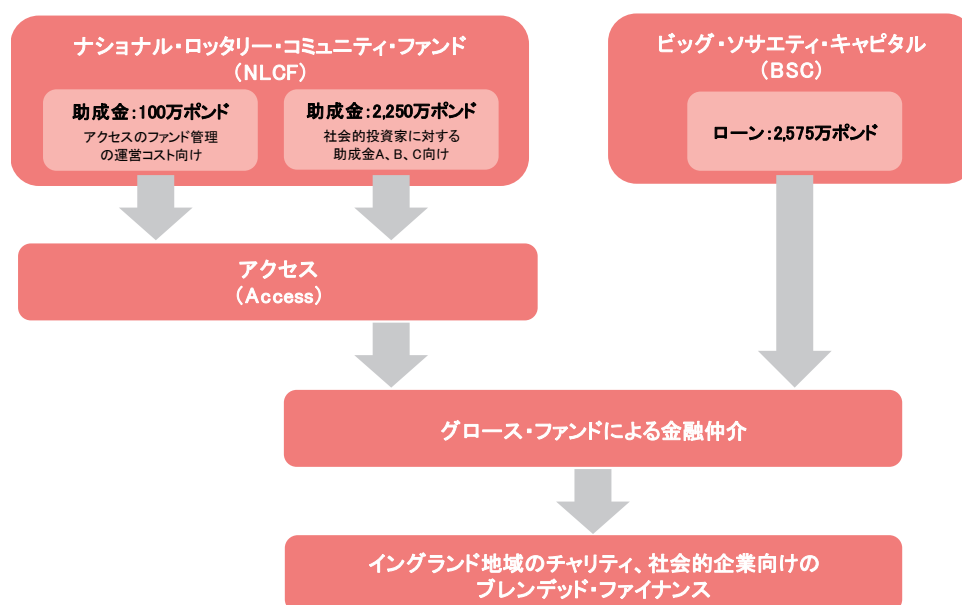 ナショナル・ロッタリー・コミュニティ・ファンド
（NLCF）
助成金：100万ポンド
アクセスのファンド管理
の運営コスト向け
助成金：2,250万ポンド
社会的投資家に対する
助成金A、B、C向け
ビッグ・ソサエティ・キャピタル
（BSC）
ローン：2,575万ポンド
アクセス
（Access）
グロース・ファンドによる金融仲介
イングランド地域のチャリティ、社会的企業向けの
ブレンデッド・ファイナンス